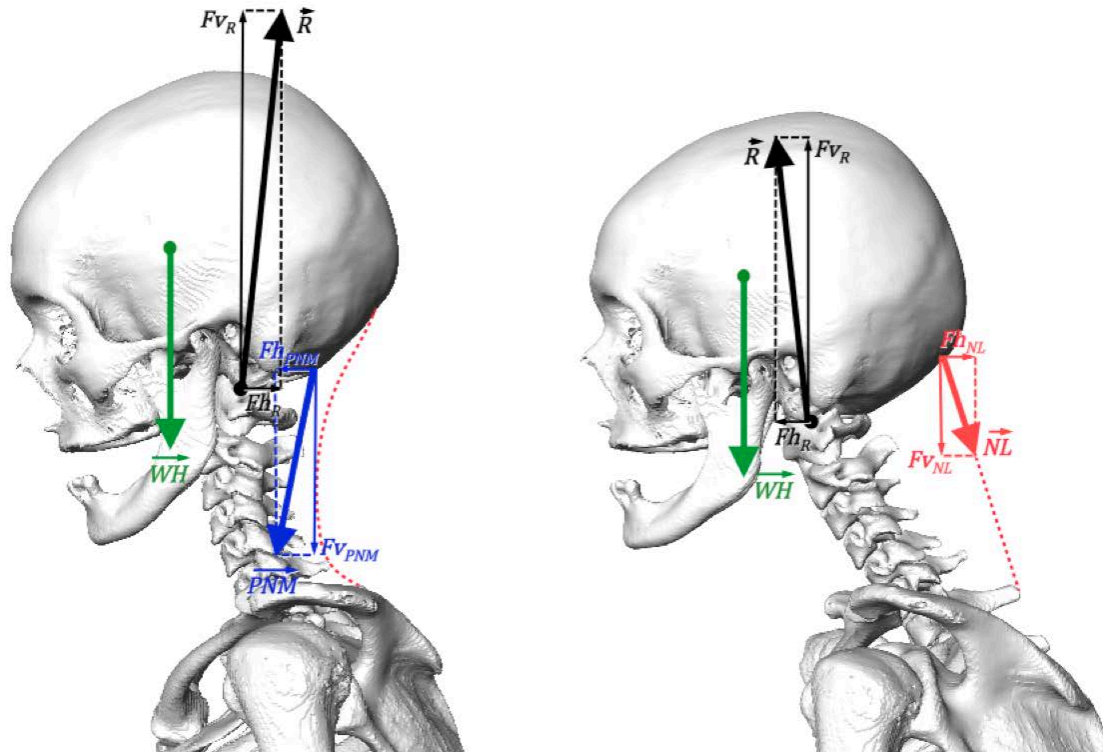 Fv_R
R
Fh_PNM
Fh_R
WH
Fv_PNM
PNM
R
Fv_R
Fh_NL
Fh_R
Fv_NL
NL
WH